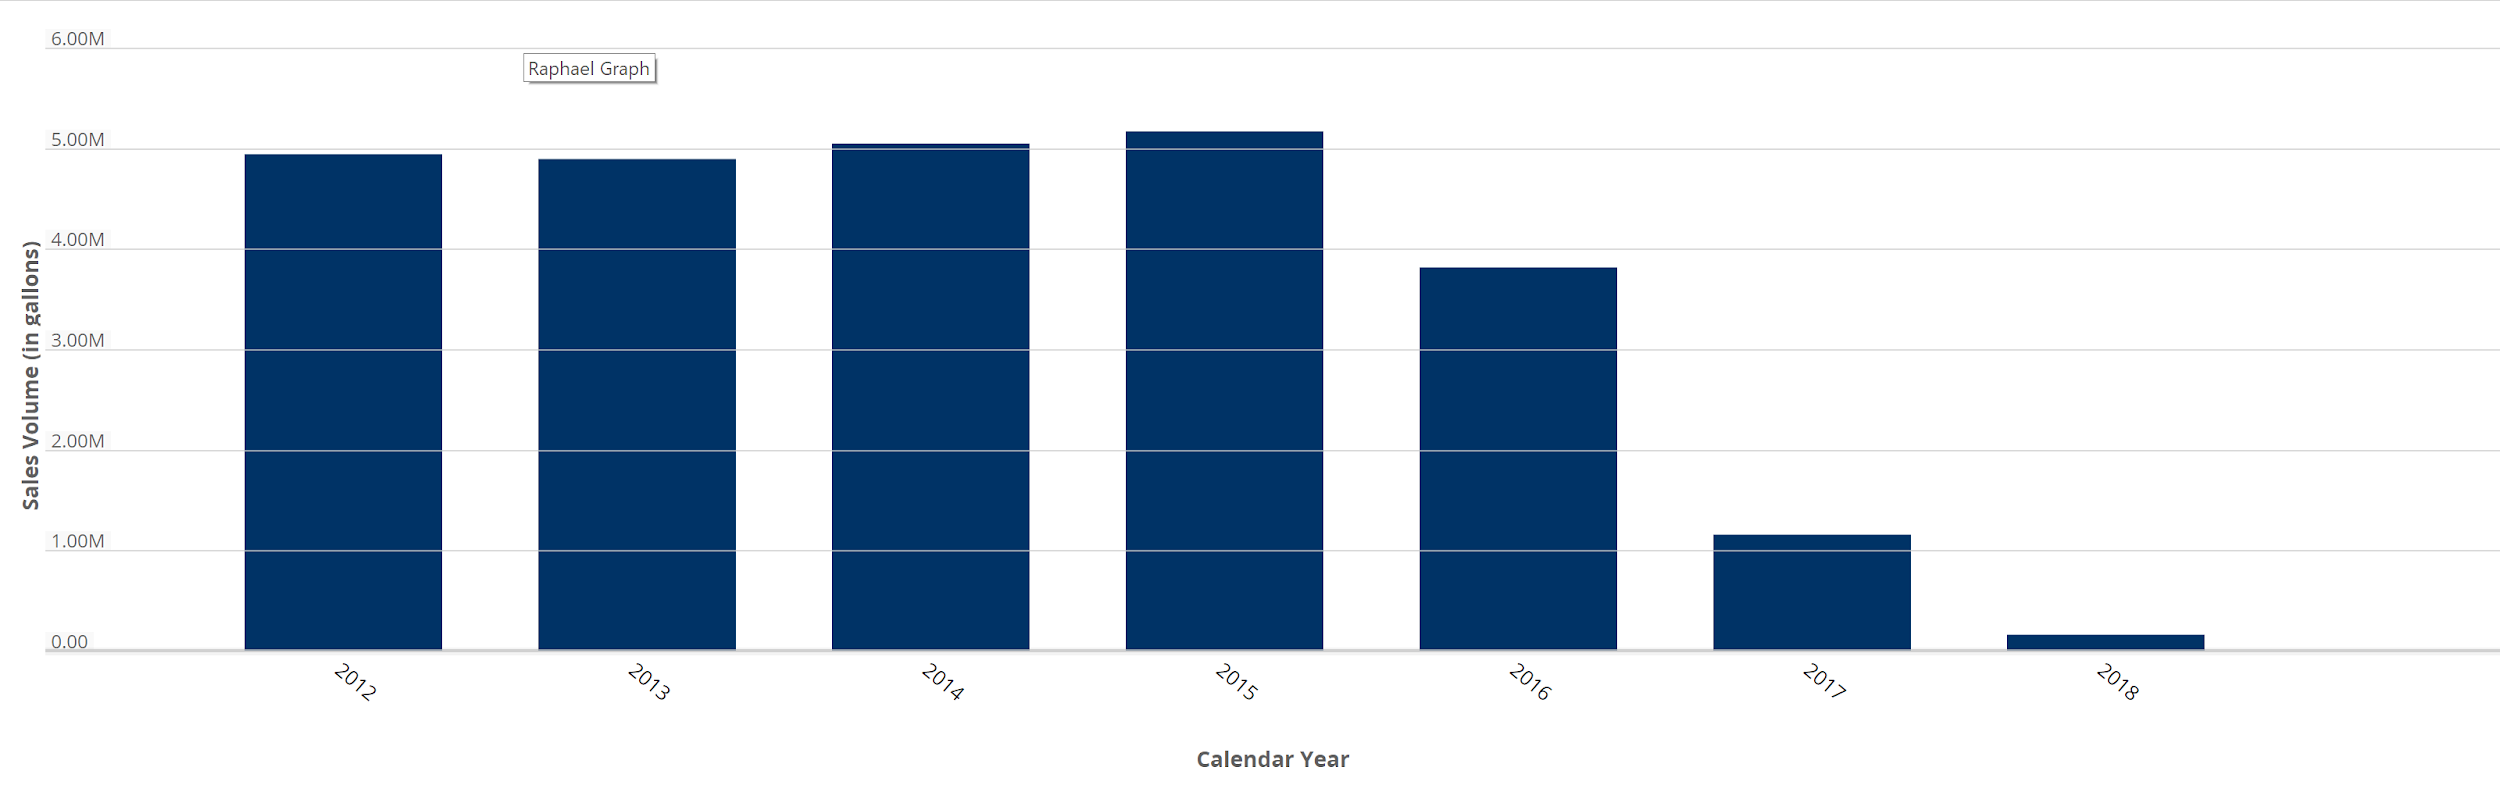 6.00M
Raphael Graph
5.00M
4.00M
3.00M
2.00M
1.00M
0.00
Sales Volume (in gallons)
2012
2013
2014
2015
2016
2017
2018
Calendar Year